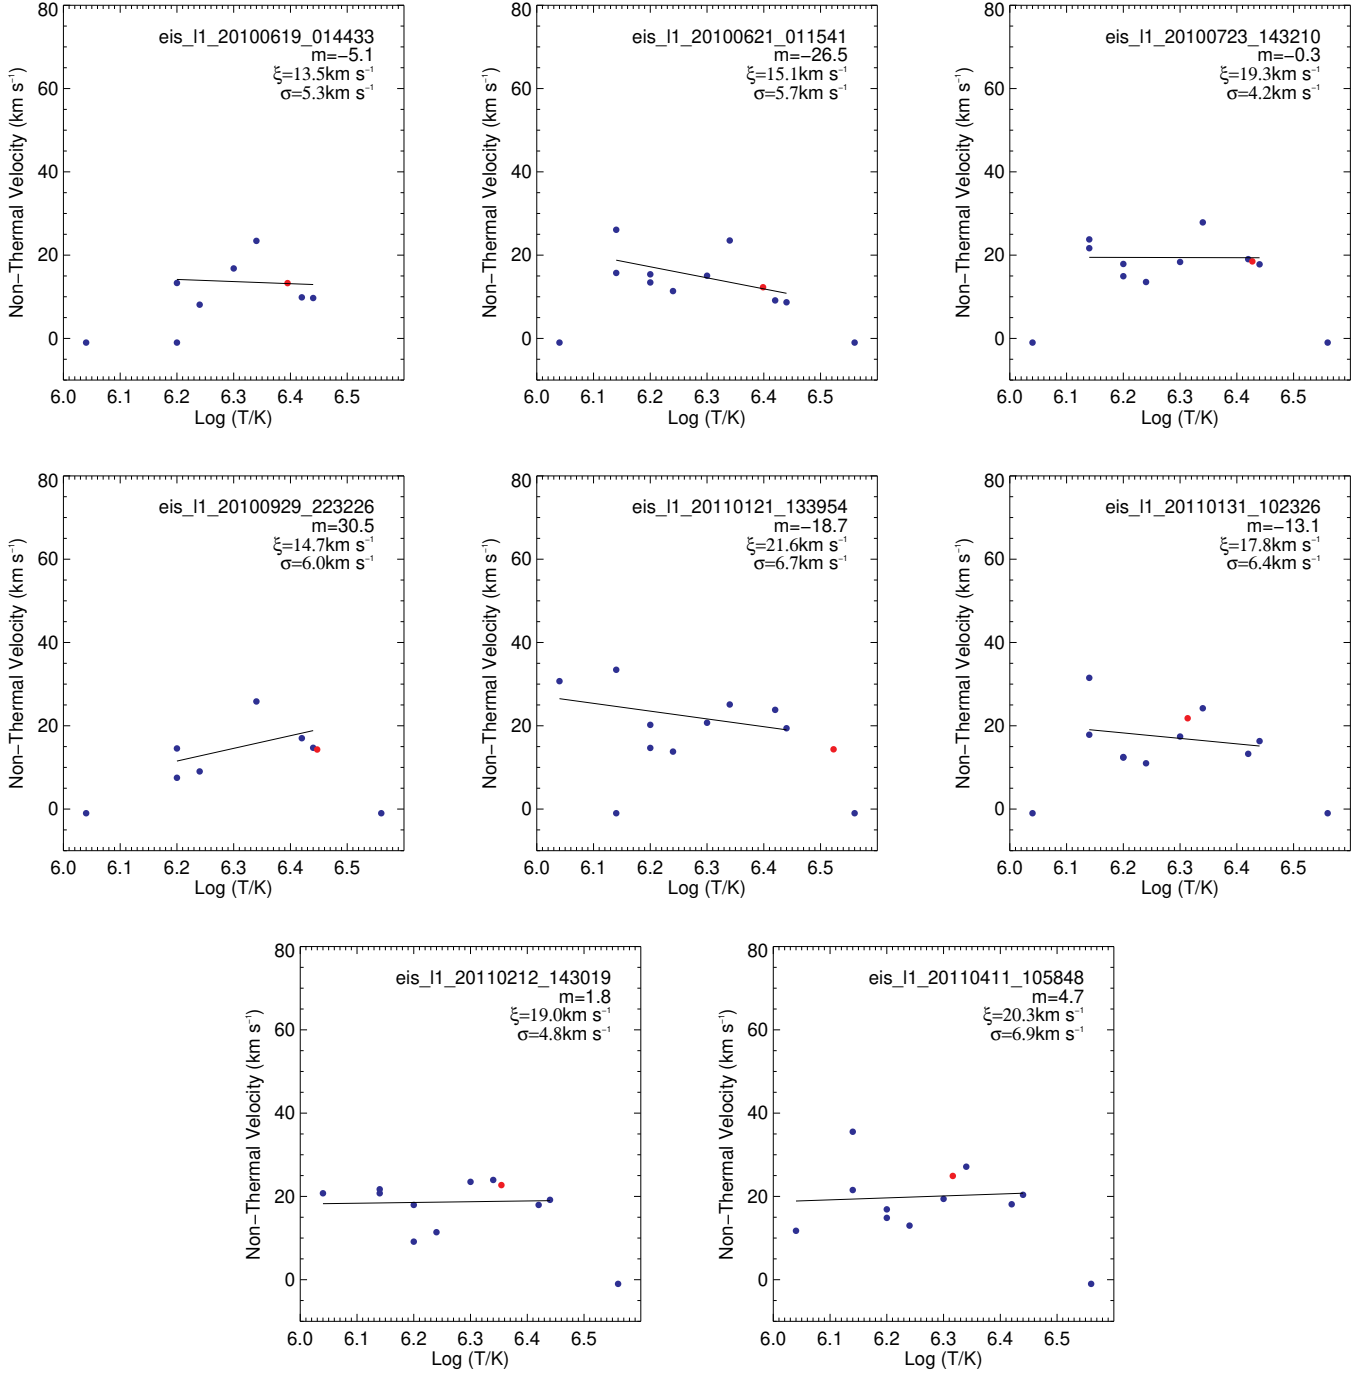 eis_l1_20100619_014433
m=−5.1
ξ=13.5km s⁻¹
σ=5.3km s⁻¹
80
60
40
20
0
Non−Thermal Velocity (km s⁻¹)
6.0 6.1 6.2 6.3 6.4 6.5
Log (T/K)
eis_l1_20100621_011541
m=−26.5
ξ=15.1km s⁻¹
σ=5.7km s⁻¹
80
60
40
20
0
Non−Thermal Velocity (km s⁻¹)
6.0 6.1 6.2 6.3 6.4 6.5
Log (T/K)
eis_l1_20100723_143210
m=−0.3
ξ=19.3km s⁻¹
σ=4.2km s⁻¹
80
60
40
20
0
Non−Thermal Velocity (km s⁻¹)
6.0 6.1 6.2 6.3 6.4 6.5
Log (T/K)
eis_l1_20100929_223226
m=30.5
ξ=14.7km s⁻¹
σ=6.0km s⁻¹
80
60
40
20
0
Non−Thermal Velocity (km s⁻¹)
6.0 6.1 6.2 6.3 6.4 6.5
Log (T/K)
eis_l1_20110121_133954
m=−18.7
ξ=21.6km s⁻¹
σ=6.7km s⁻¹
80
60
40
20
0
Non−Thermal Velocity (km s⁻¹)
6.0 6.1 6.2 6.3 6.4 6.5
Log (T/K)
eis_l1_20110131_102326
m=−13.1
ξ=17.8km s⁻¹
σ=6.4km s⁻¹
80
60
40
20
0
Non−Thermal Velocity (km s⁻¹)
6.0 6.1 6.2 6.3 6.4 6.5
Log (T/K)
eis_l1_20110212_143019
m=1.8
ξ=19.0km s⁻¹
σ=4.8km s⁻¹
80
60
40
20
0
Non−Thermal Velocity (km s⁻¹)
6.0 6.1 6.2 6.3 6.4 6.5
Log (T/K)
eis_l1_20110411_105848
m=4.7
ξ=20.3km s⁻¹
σ=6.9km s⁻¹
80
60
40
20
0
Non−Thermal Velocity (km s⁻¹)
6.0 6.1 6.2 6.3 6.4 6.5
Log (T/K)